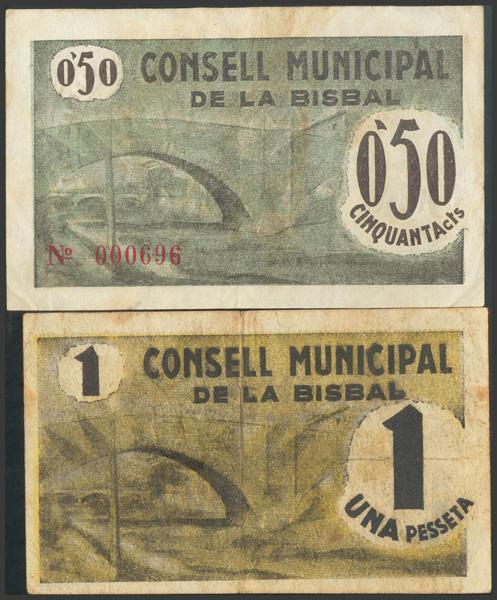 0'50
CONSELL MUNICIPAL
DE LA BISBAL
0'50
CINQUANTA cts
Nº 000696
1
CONSELL MUNICIPAL
DE LA BISBAL
1
UNA PESSETA